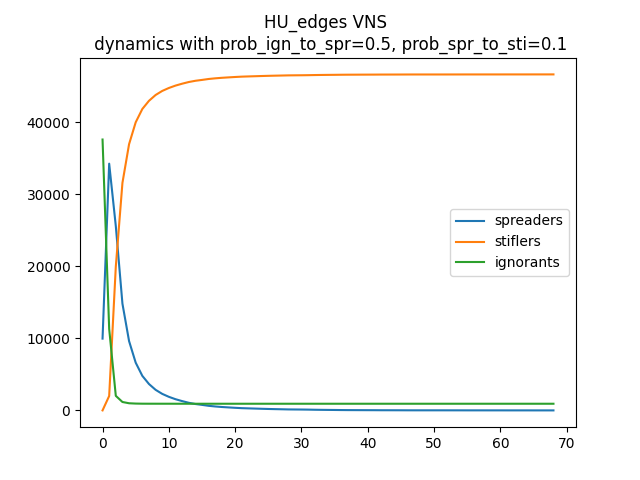 HU_edges VNS
dynamics with prob_ign_to_spr=0.5, prob_spr_to_sti=0.1
40000
30000
20000
10000
0
spreaders
stiflers
ignorants
0 10 20 30 40 50 60 70